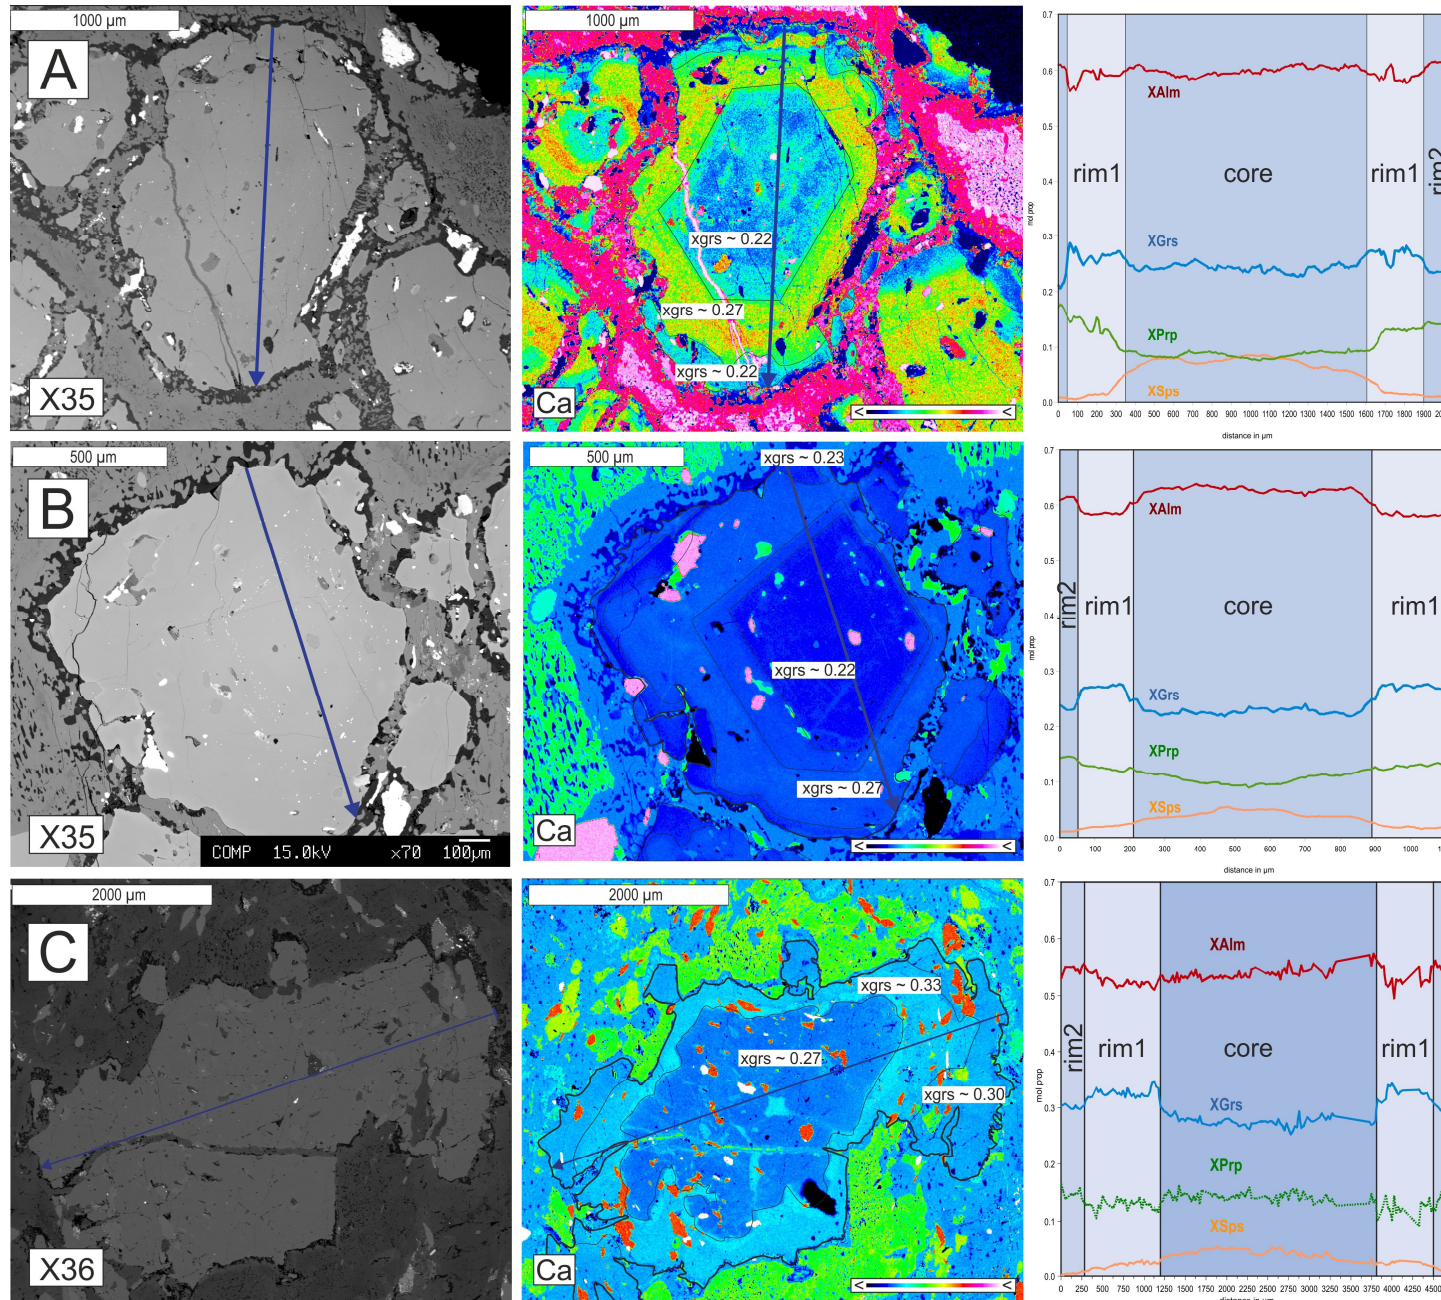 1000 µm
A
X35
1000 µm
xgrs ~ 0.22
xgrs ~ 0.27
xgrs ~ 0.22
Ca
< <
0.7
0.6
0.5
0.4
0.3
0.2
0.1
0.0
mol prop
XAlm
rim1
core
rim1
rim2
XGrs
XPrp
XSps
0 100 200 300 400 500 600 700 800 900 1000 1100 1200 1300 1400 1500 1600 1700 1800 1900
distance in µm
500 µm
B
X35
COMP 15.0kV x70 100µm
500 µm
xgrs ~ 0.23
xgrs ~ 0.22
xgrs ~ 0.27
Ca
< <
0.7
0.6
0.5
0.4
0.3
0.2
0.1
0.0
mol prop
XAlm
rim2
rim1
core
rim1
XGrs
XPrp
XSps
0 100 200 300 400 500 600 700 800 900 1000
distance in µm
2000 µm
C
X36
2000 µm
xgrs ~ 0.33
xgrs ~ 0.27
xgrs ~ 0.30
Ca
< <
0.7
0.6
0.5
0.4
0.3
0.2
0.1
0.0
mol prop
XAlm
rim2
rim1
core
rim1
XGrs
XPrp
XSps
0 250 500 750 1000 1250 1500 1750 2000 2250 2500 2750 3000 3250 3500 3750 4000 4250 4500
distance in µm